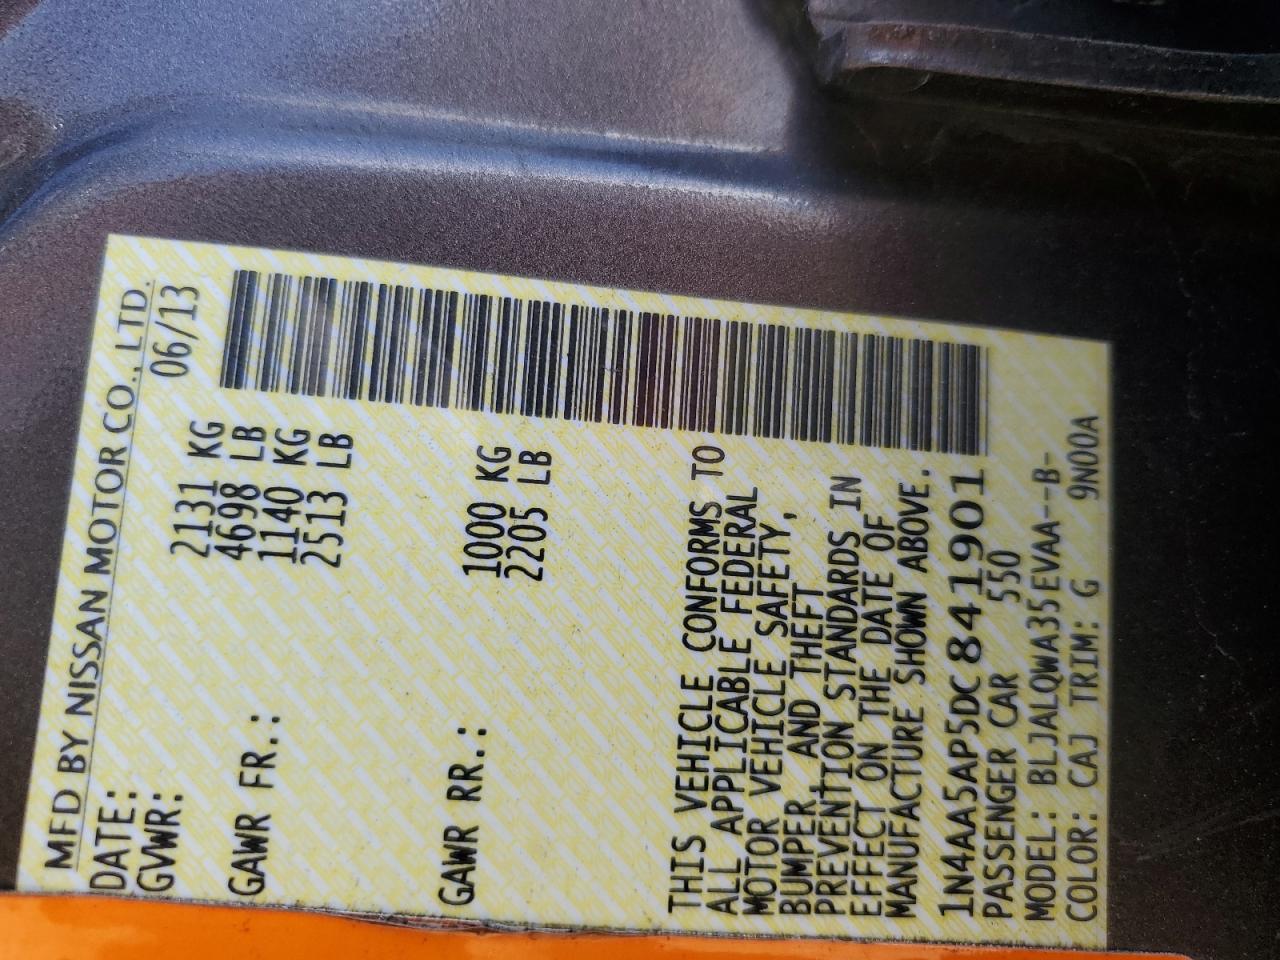 MFD BY NISSAN MOTOR CO., LTD.
DATE: 06/13
GVWR: 2131 KG
4698 LB
GAWR FR.: 1140 KG
2513 LB
GAWR RR.: 1000 KG
2205 LB
THIS VEHICLE CONFORMS TO
ALL APPLICABLE FEDERAL
MOTOR VEHICLE SAFETY,
BUMPER, AND THEFT
PREVENTION STANDARDS IN
EFFECT ON THE DATE OF
MANUFACTURE SHOWN ABOVE.
1N4AA5AP5DC841901
PASSENGER CAR 550
MODEL: BLJALQWA35EVAA--B-
COLOR: CAJ TRIM: G 9N00A